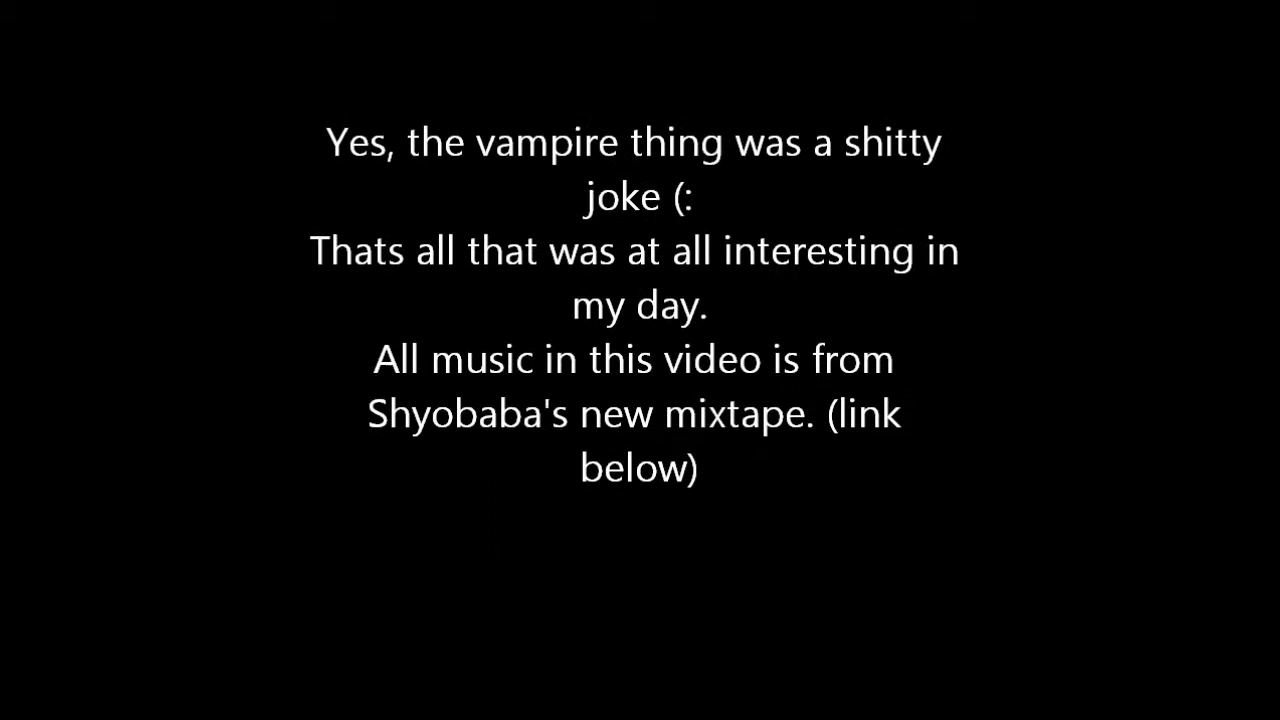 Yes, the vampire thing was a shitty
joke (:
Thats all that was at all interesting in
my day.
All music in this video is from
Shyobaba's new mixtape. (link
below)